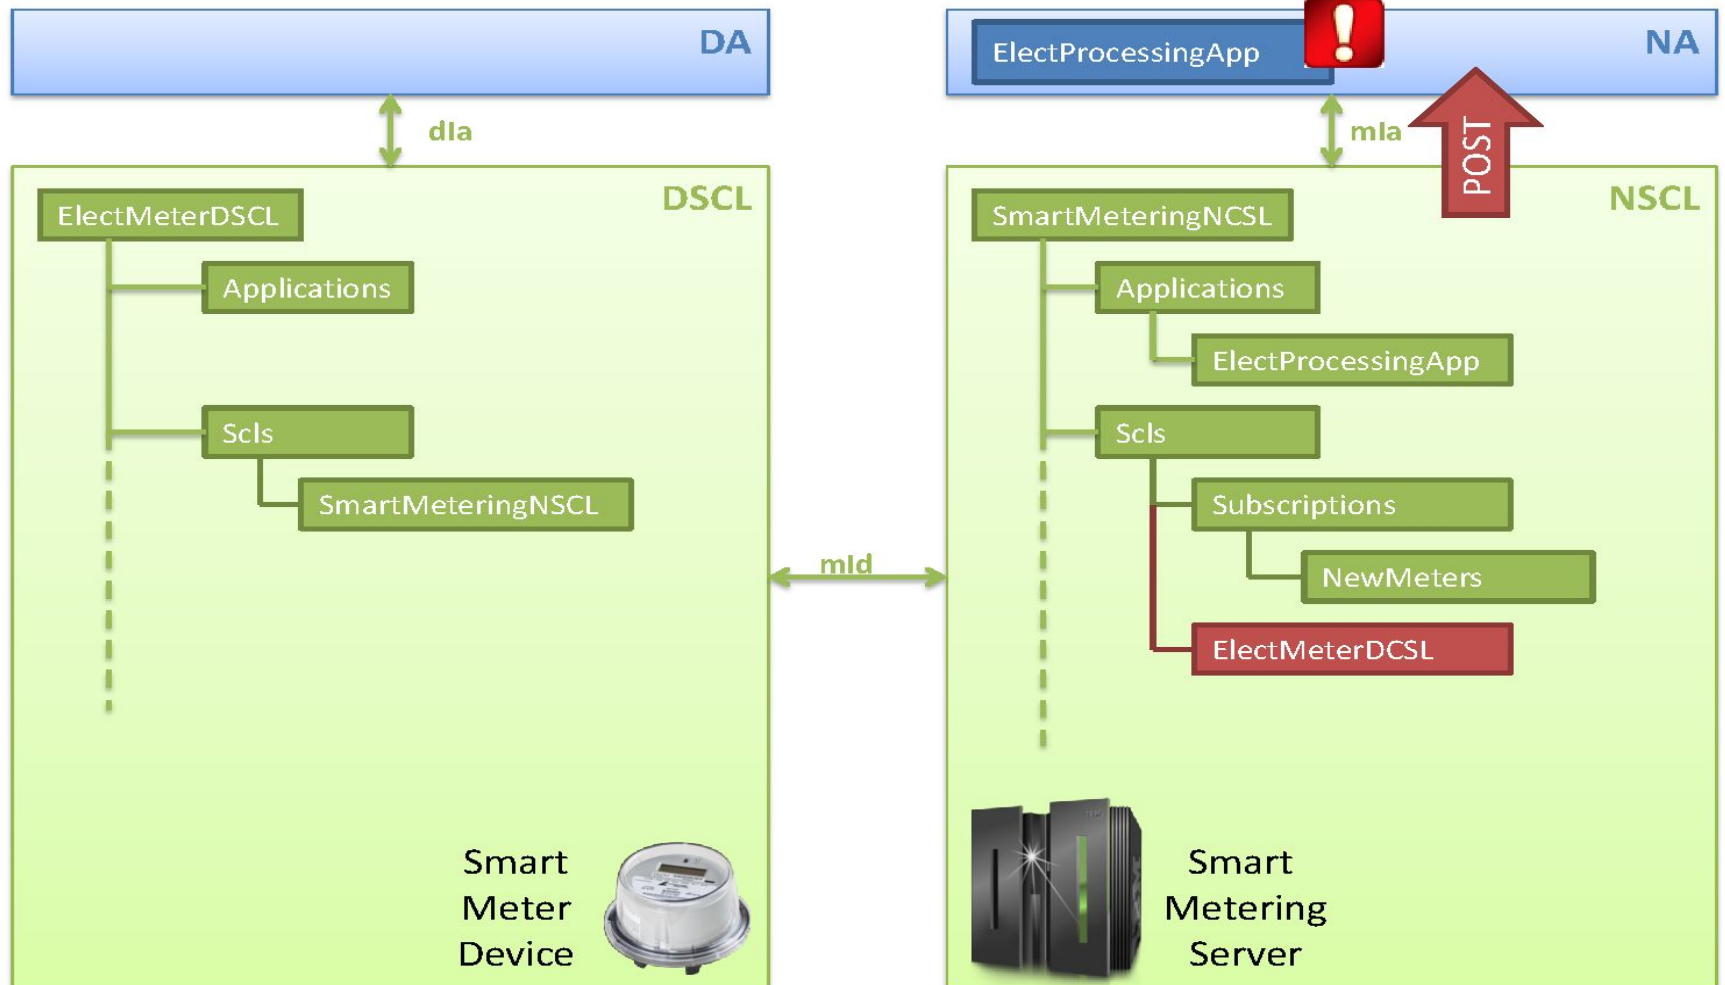 DA
ElectProcessingApp
NA
dIa
mIa
POST
DSCL
ElectMeterDSCL
Applications
Scls
SmartMeteringNSCL
mId
NSCL
SmartMeteringNCSL
Applications
ElectProcessingApp
Scls
Subscriptions
NewMeters
ElectMeterDCSL
Smart
Meter
Device
Smart
Metering
Server